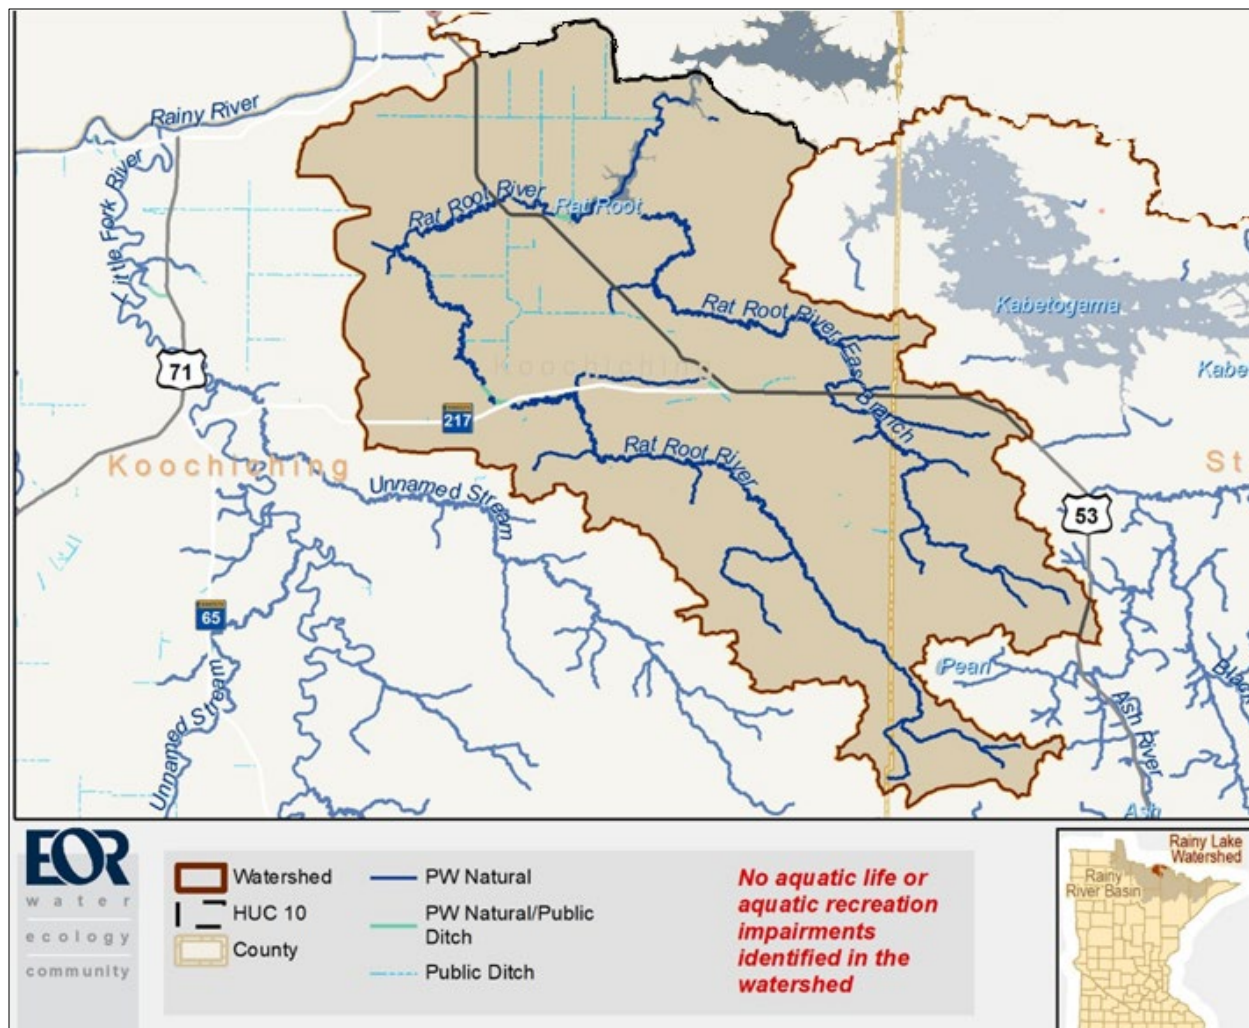 Rainy River
Little Fork River
Rat Root River
Rat Root
Kabetogama
Rat Root River, East Branch
71
Koochiching
217
Koochiching
Rat Root River
Unnamed Stream
53
65
Unnamed Stream
Pearl
Ash River
Ash
Kabe
St
Black
EOR
water
ecology
community
Watershed
HUC 10
County
PW Natural
PW Natural/Public
Ditch
Public Ditch
No aquatic life or
aquatic recreation
impairments
identified in the
watershed
Rainy Lake
Watershed
Rainy
River Basin